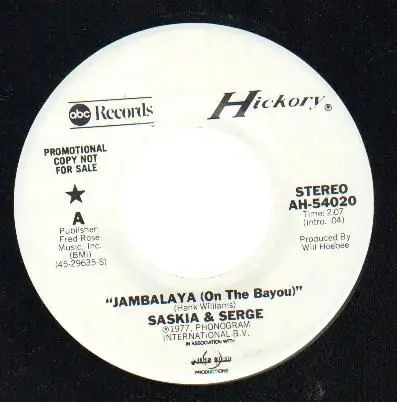 abc Records
Hickory ®
PROMOTIONAL
COPY NOT
FOR SALE
★
A
Publisher:
Fred Rose
Music, Inc.
(BMI)
(45-29635-S)
STEREO
AH-54020
Time: 2:07
(Intro. :04)
Produced By
Will Hoebee
"JAMBALAYA (On The Bayou)"
(Hank Williams)
SASKIA & SERGE
℗1977, PHONOGRAM
INTERNATIONAL B.V.
IN ASSOCIATION WITH
PRODUCTIONS